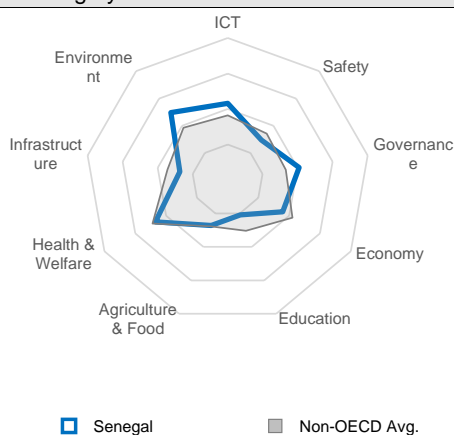 ICT
Environme
nt
Safety
Infrastruct
ure
Governanc
e
Health &
Welfare
Economy
Agriculture
& Food
Education
Senegal
Non-OECD Avg.